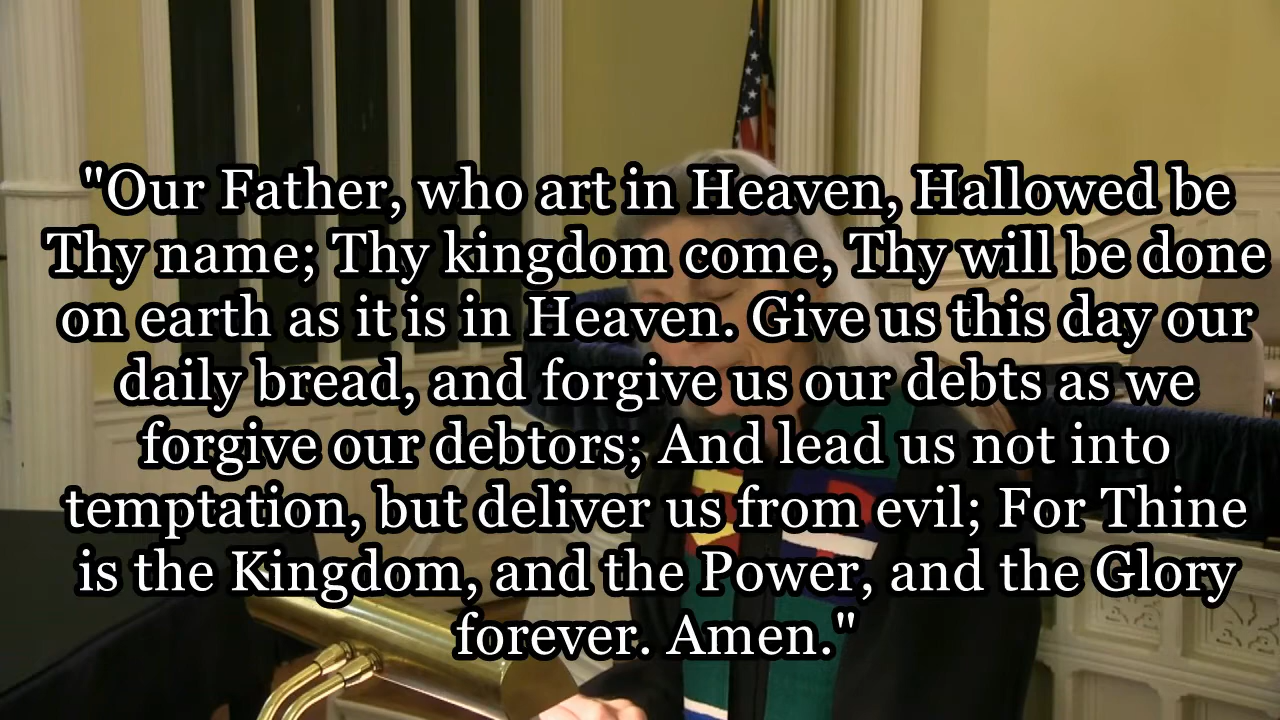 "Our Father, who art in Heaven, Hallowed be
Thy name; Thy kingdom come, Thy will be done
on earth as it is in Heaven. Give us this day our
daily bread, and forgive us our debts as we
forgive our debtors; And lead us not into
temptation, but deliver us from evil; For Thine
is the Kingdom, and the Power, and the Glory
forever. Amen."